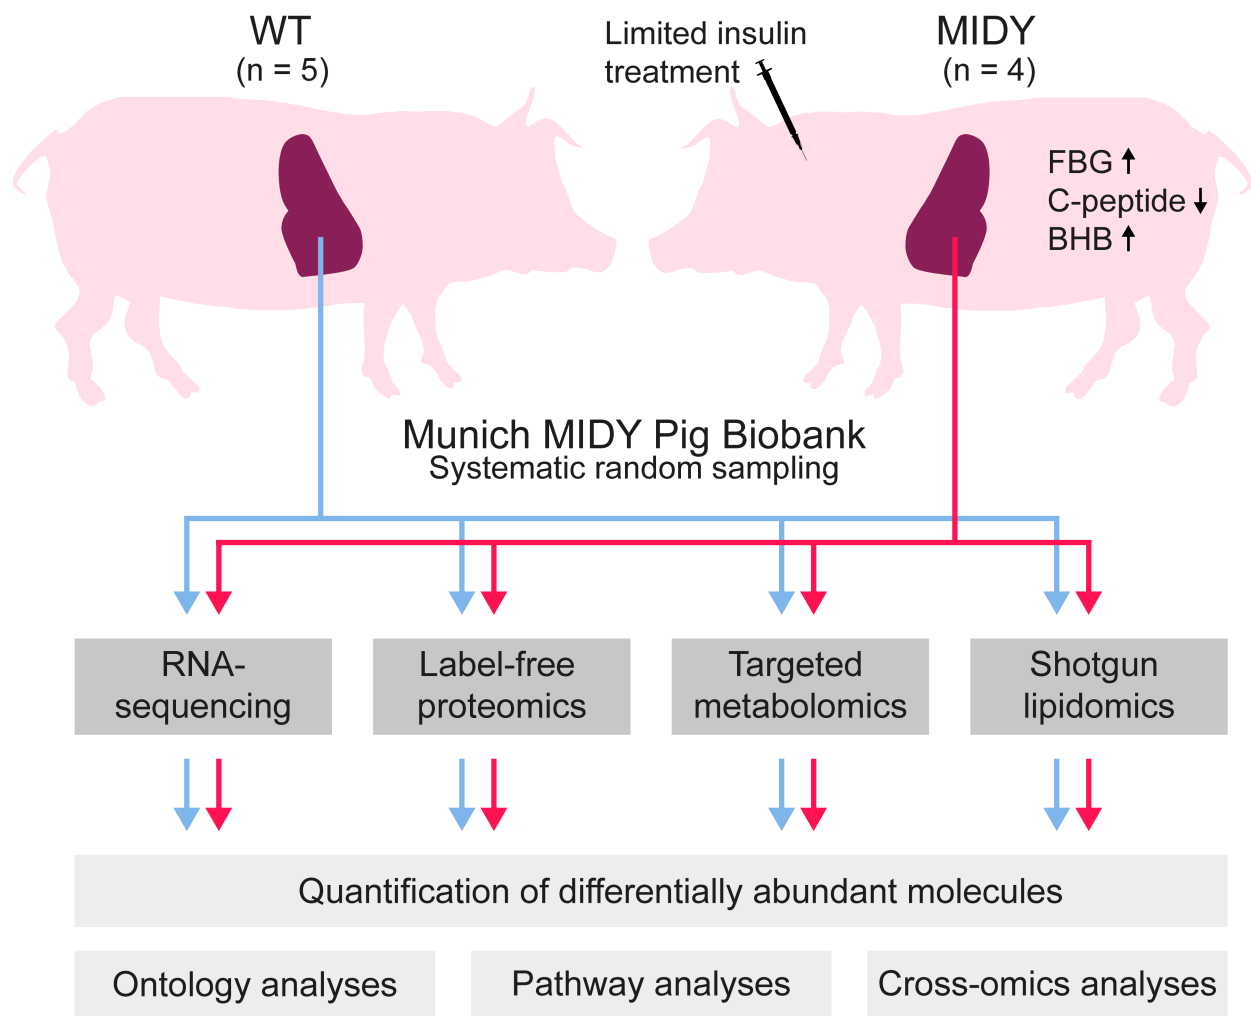 WT
(n = 5)
Limited insulin
treatment
MIDY
(n = 4)
FBG ↑
C-peptide ↓
BHB ↑
Munich MIDY Pig Biobank
Systematic random sampling
RNA-
sequencing
Label-free
proteomics
Targeted
metabolomics
Shotgun
lipidomics
Quantification of differentially abundant molecules
Ontology analyses
Pathway analyses
Cross-omics analyses